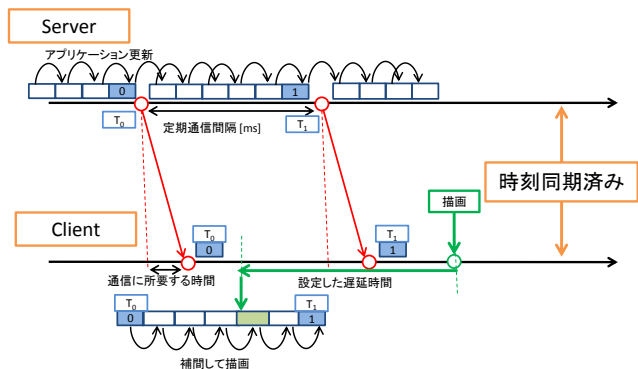 Server
アプリケーション更新
0
1
T0
定期通信間隔 [ms]
T1
時刻同期済み
Client
T0
0
T1
1
描画
通信に所要する時間
設定した遅延時間
T0
T1
0
1
補間して描画